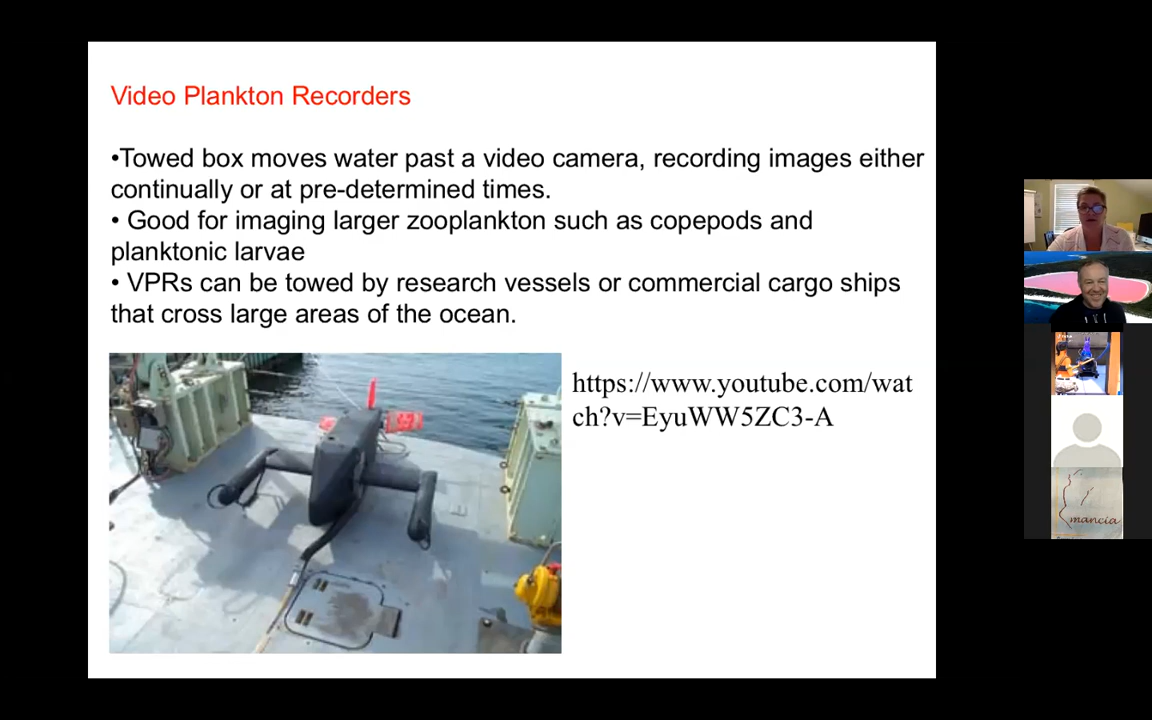 Video Plankton Recorders
•Towed box moves water past a video camera, recording images either
continually or at pre-determined times.
• Good for imaging larger zooplankton such as copepods and
planktonic larvae
• VPRs can be towed by research vessels or commercial cargo ships
that cross large areas of the ocean.
https://www.youtube.com/wat
ch?v=EyuWW5ZC3-A
mancia